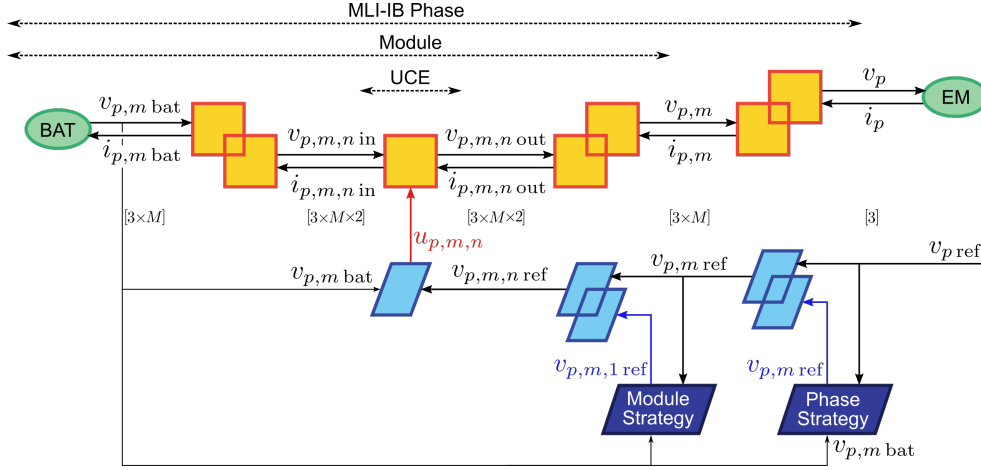 MLI-IB Phase
Module
UCE
BAT
v_{p,m bat}
i_{p,m bat}
v_{p,m,n in}
i_{p,m,n in}
v_{p,m,n out}
i_{p,m,n out}
v_{p,m}
i_{p,m}
v_p
i_p
EM
[3×M]
[3×M×2]
[3×M×2]
[3×M]
[3]
u_{p,m,n}
v_{p,m bat}
v_{p,m,n ref}
v_{p,m ref}
v_{p ref}
v_{p,m,1 ref}
v_{p,m ref}
Module
Strategy
Phase
Strategy
v_{p,m bat}